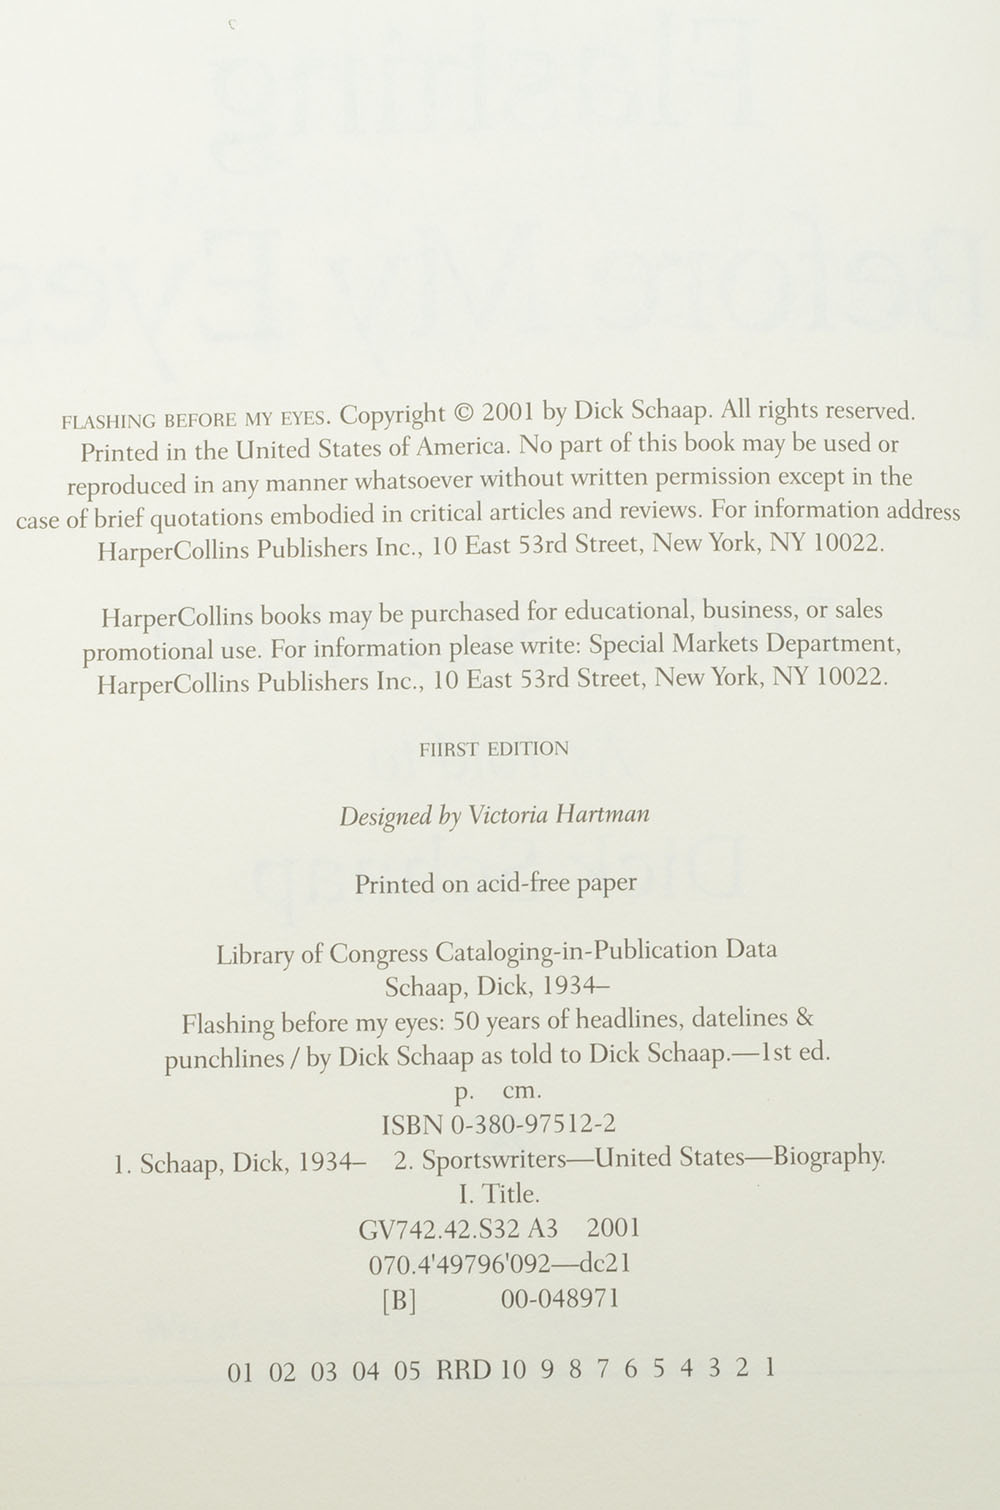 FLASHING BEFORE MY EYES. Copyright © 2001 by Dick Schaap. All rights reserved.
Printed in the United States of America. No part of this book may be used or
reproduced in any manner whatsoever without written permission except in the
case of brief quotations embodied in critical articles and reviews. For information address
HarperCollins Publishers Inc., 10 East 53rd Street, New York, NY 10022.
HarperCollins books may be purchased for educational, business, or sales
promotional use. For information please write: Special Markets Department,
HarperCollins Publishers Inc., 10 East 53rd Street, New York, NY 10022.
FIIRST EDITION
Designed by Victoria Hartman
Printed on acid-free paper
Library of Congress Cataloging-in-Publication Data
Schaap, Dick, 1934–
Flashing before my eyes: 50 years of headlines, datelines &
punchlines / by Dick Schaap as told to Dick Schaap.—1st ed.
p. cm.
ISBN 0-380-97512-2
1. Schaap, Dick, 1934– 2. Sportswriters—United States—Biography.
I. Title.
GV742.42.S32 A3 2001
070.4'49796'092—dc21
[B] 00-048971
01 02 03 04 05 RRD 10 9 8 7 6 5 4 3 2 1